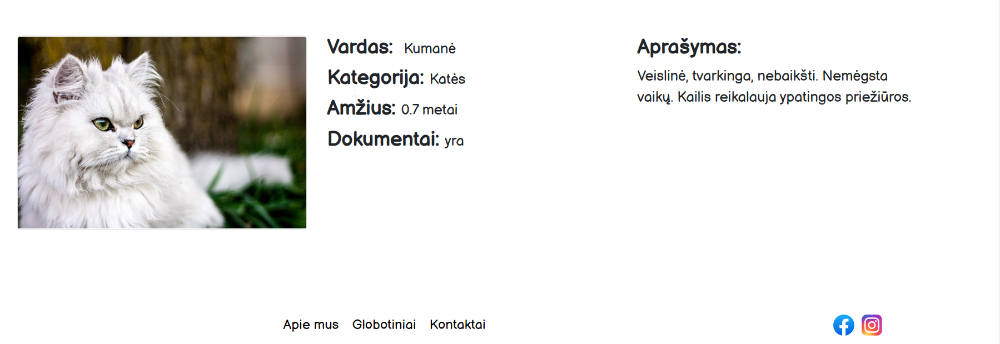 Vardas: Kumanė
Kategorija: Katės
Amžius: 0.7 metai
Dokumentai: yra
Aprašymas:
Veislinė, tvarkinga, nebaikšti. Nemėgsta
vaikų. Kailis reikalauja ypatingos priežiūros.
Apie mus Globotiniai Kontaktai